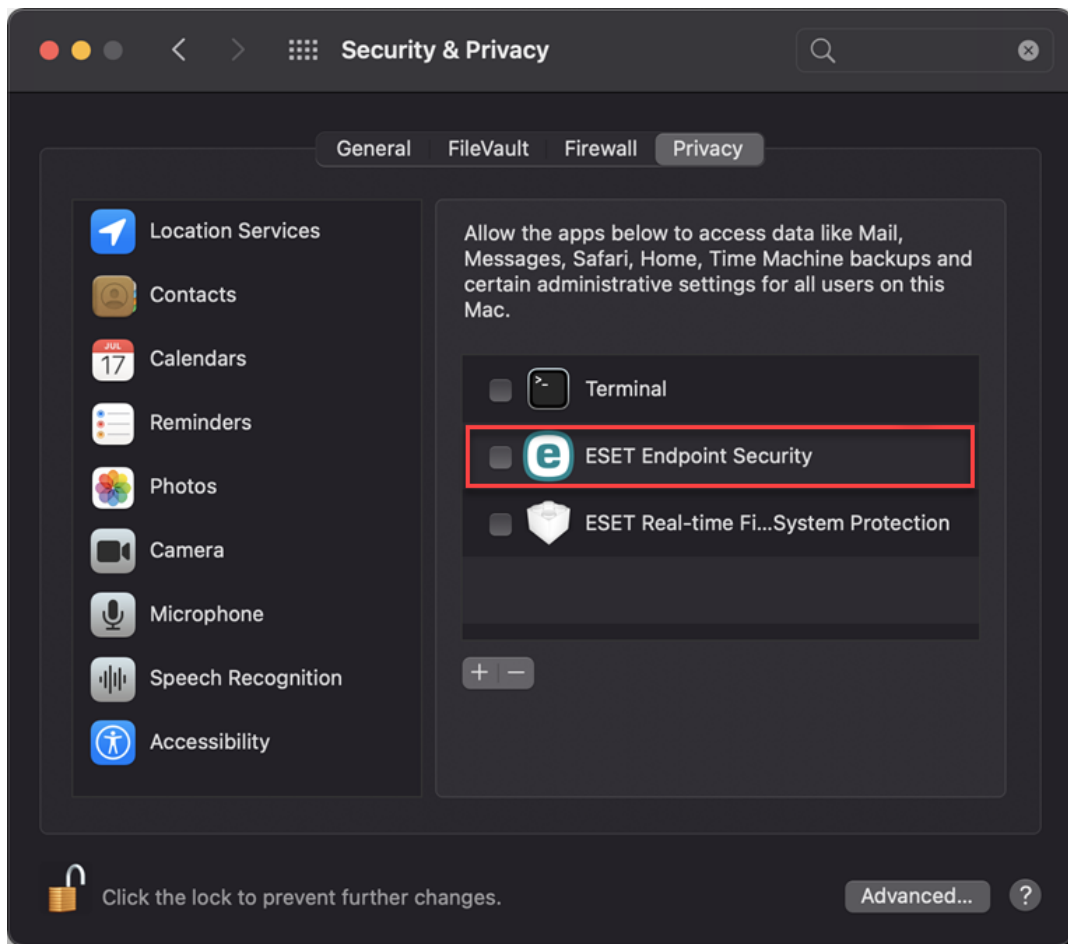 Security & Privacy
General FileVault Firewall Privacy
Location Services
Contacts
JUL
17
Calendars
Reminders
Photos
Camera
Microphone
Speech Recognition
Accessibility
Allow the apps below to access data like Mail,
Messages, Safari, Home, Time Machine backups and
certain administrative settings for all users on this
Mac.
>_
Terminal
e
ESET Endpoint Security
ESET Real-time Fi...System Protection
+ −
Click the lock to prevent further changes.
Advanced... ?